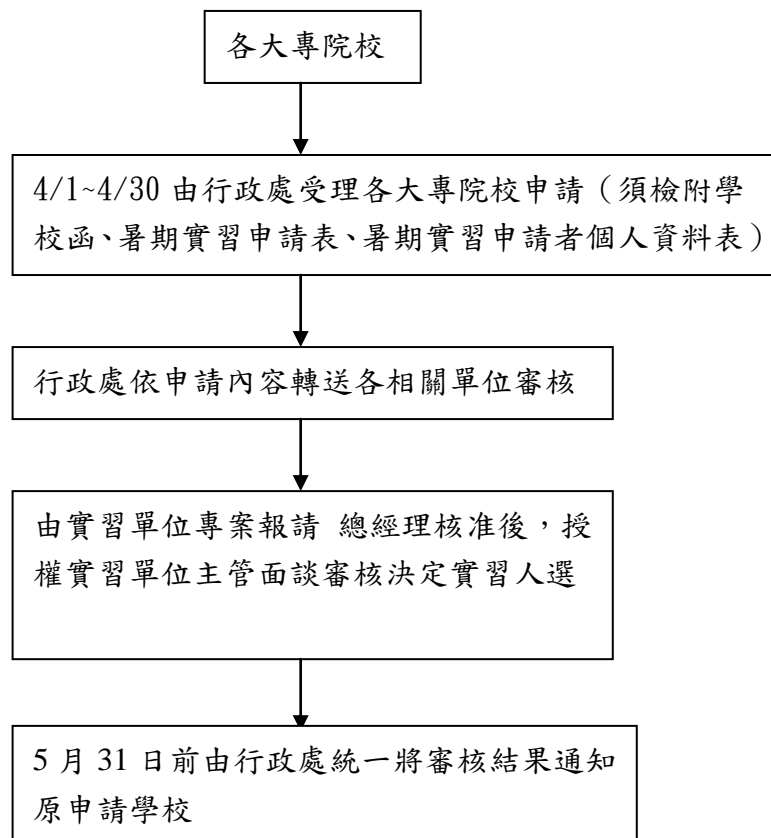 各大專院校
4/1~4/30 由行政處受理各大專院校申請（須檢附學
校函、暑期實習申請表、暑期實習申請者個人資料表）
行政處依申請內容轉送各相關單位審核
由實習單位專案報請 總經理核准後，授
權實習單位主管面談審核決定實習人選
5 月 31 日前由行政處統一將審核結果通知
原申請學校